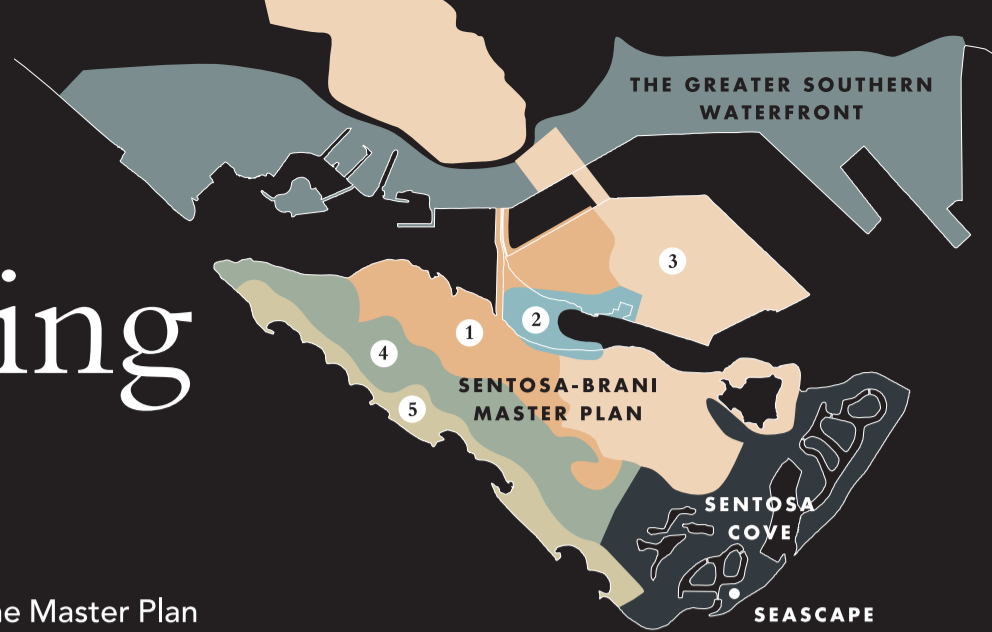 THE GREATER SOUTHERN
WATERFRONT
3
2
1
4
SENTOSA-BRANI
MASTER PLAN
5
ing
SENTOSA
COVE
Master Plan
SEASCAPE